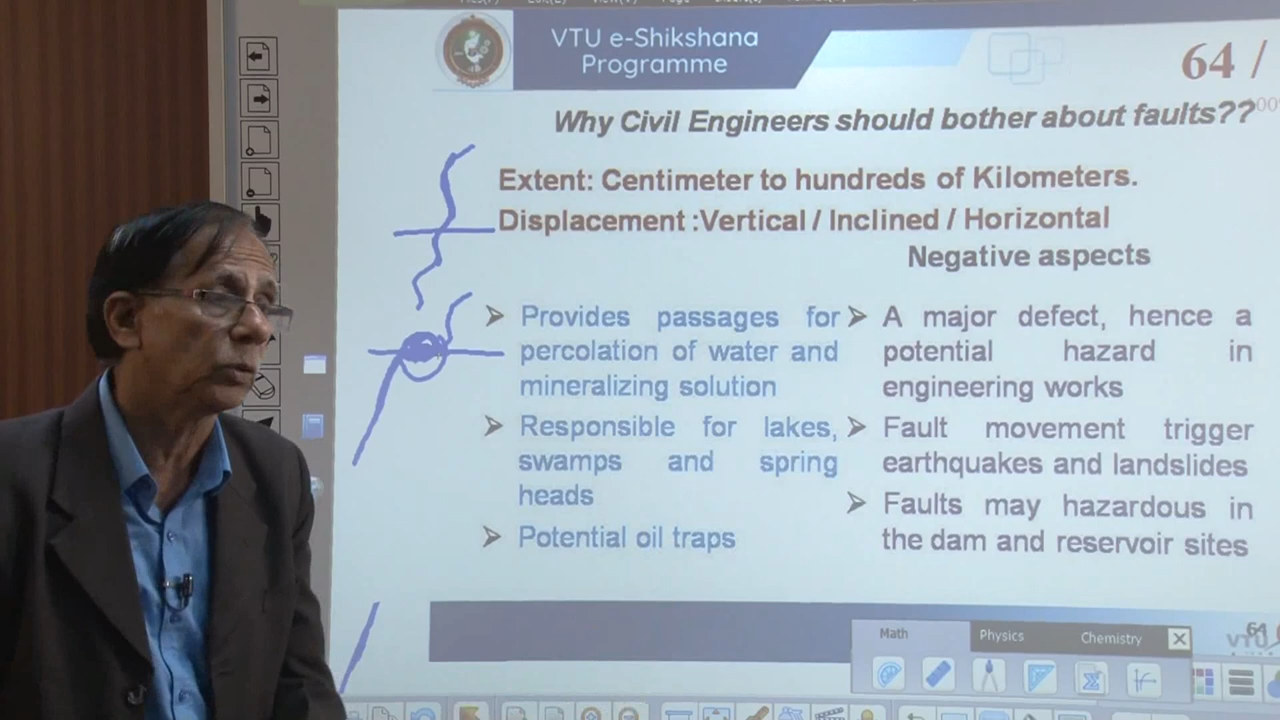 VTU e-Shikshana
Programme
64 /
Why Civil Engineers should bother about faults??
Extent: Centimeter to hundreds of Kilometers.
Displacement :Vertical / Inclined / Horizontal
Negative aspects
Provides passages for
percolation of water and
mineralizing solution
Responsible for lakes,
swamps and spring
heads
Potential oil traps
A major defect, hence a
potential hazard in
engineering works
Fault movement trigger
earthquakes and landslides
Faults may hazardous in
the dam and reservoir sites
Math
Physics
Chemistry
64
VTU